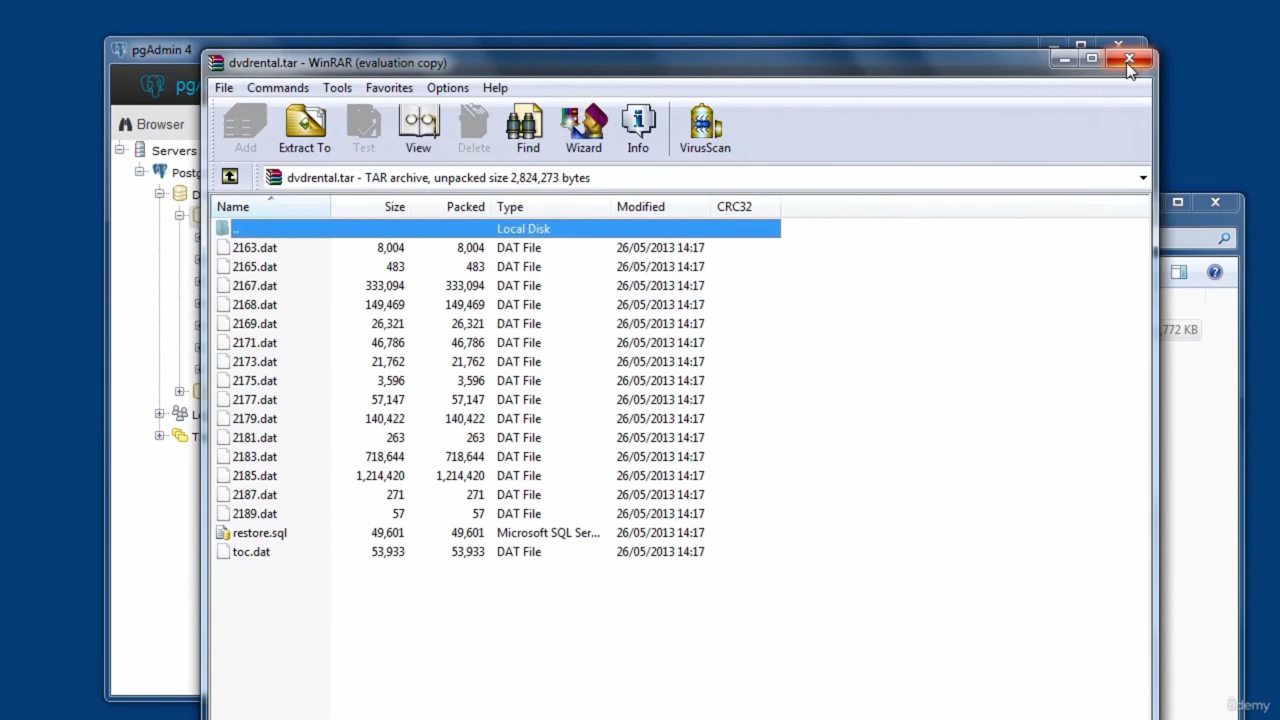 pgAdmin 4
dvdrental.tar - WinRAR (evaluation copy)
File Commands Tools Favorites Options Help
Add Extract To Test View Delete Find Wizard Info VirusScan
Browser
Servers
dvdrental.tar - TAR archive, unpacked size 2,824,273 bytes
Name Size Packed Type Modified CRC32
.. Local Disk
2163.dat 8,004 8,004 DAT File 26/05/2013 14:17
2165.dat 483 483 DAT File 26/05/2013 14:17
2167.dat 333,094 333,094 DAT File 26/05/2013 14:17
2168.dat 149,469 149,469 DAT File 26/05/2013 14:17
2169.dat 26,321 26,321 DAT File 26/05/2013 14:17
2171.dat 46,786 46,786 DAT File 26/05/2013 14:17
2173.dat 21,762 21,762 DAT File 26/05/2013 14:17
2175.dat 3,596 3,596 DAT File 26/05/2013 14:17
2177.dat 57,147 57,147 DAT File 26/05/2013 14:17
2179.dat 140,422 140,422 DAT File 26/05/2013 14:17
2181.dat 263 263 DAT File 26/05/2013 14:17
2183.dat 718,644 718,644 DAT File 26/05/2013 14:17
2185.dat 1,214,420 1,214,420 DAT File 26/05/2013 14:17
2187.dat 271 271 DAT File 26/05/2013 14:17
2189.dat 57 57 DAT File 26/05/2013 14:17
restore.sql 49,601 49,601 Microsoft SQL Ser... 26/05/2013 14:17
toc.dat 53,933 53,933 DAT File 26/05/2013 14:17
,772 KB
ûdemy